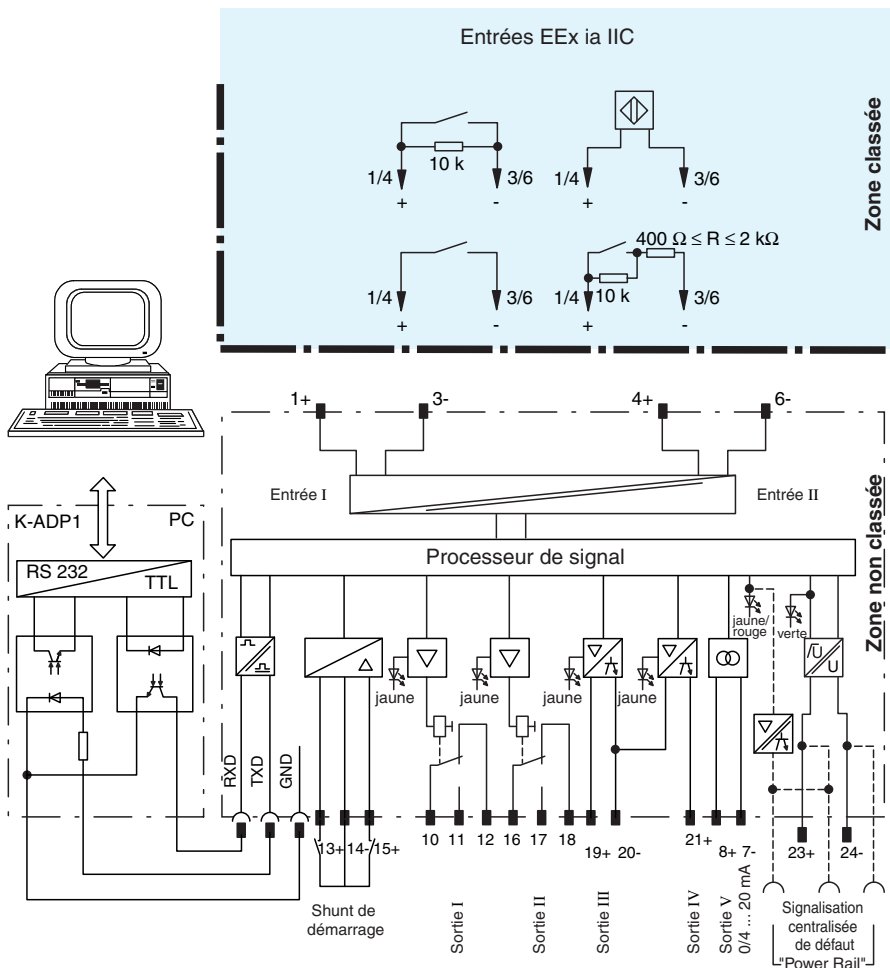 Entrées EEx ia IIC
Zone classée
10 k
1/4
3/6
1/4
3/6
+
-
+
-
400 Ω ≤ R ≤ 2 kΩ
1/4
3/6
1/4
10 k
3/6
+
-
+
-
1+
3-
4+
6-
Entrée I
Entrée II
Zone non classée
K-ADP1
PC
RS 232
TTL
Processeur de signal
jaune/
rouge
verte
U
U
jaune
jaune
jaune
jaune
RXD
TXD
GND
13+
14-
15+
10
11
12
16
17
18
19+
20-
21+
8+
7-
23+
24-
Shunt de
démarrage
Sortie I
Sortie II
Sortie III
Sortie IV
Sortie V
0/4 ... 20 mA
Signalisation
centralisée
de défaut
"Power Rail"